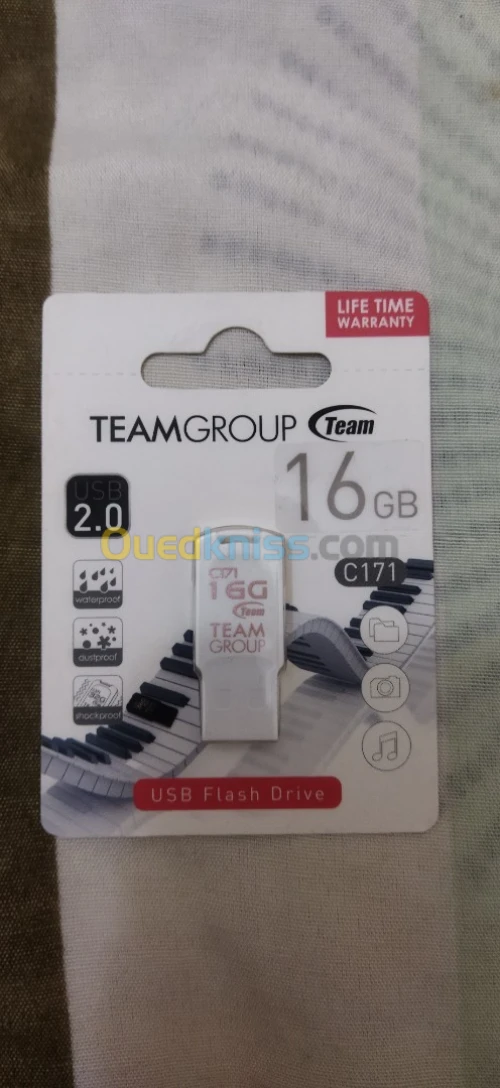 LIFE TIME
WARRANTY
TEAMGROUP Team
16GB
USB
2.0
Ouedkniss.com
C171
waterproof
dustproof
shockproof
C171
16G
Team
TEAM
GROUP
USB Flash Drive